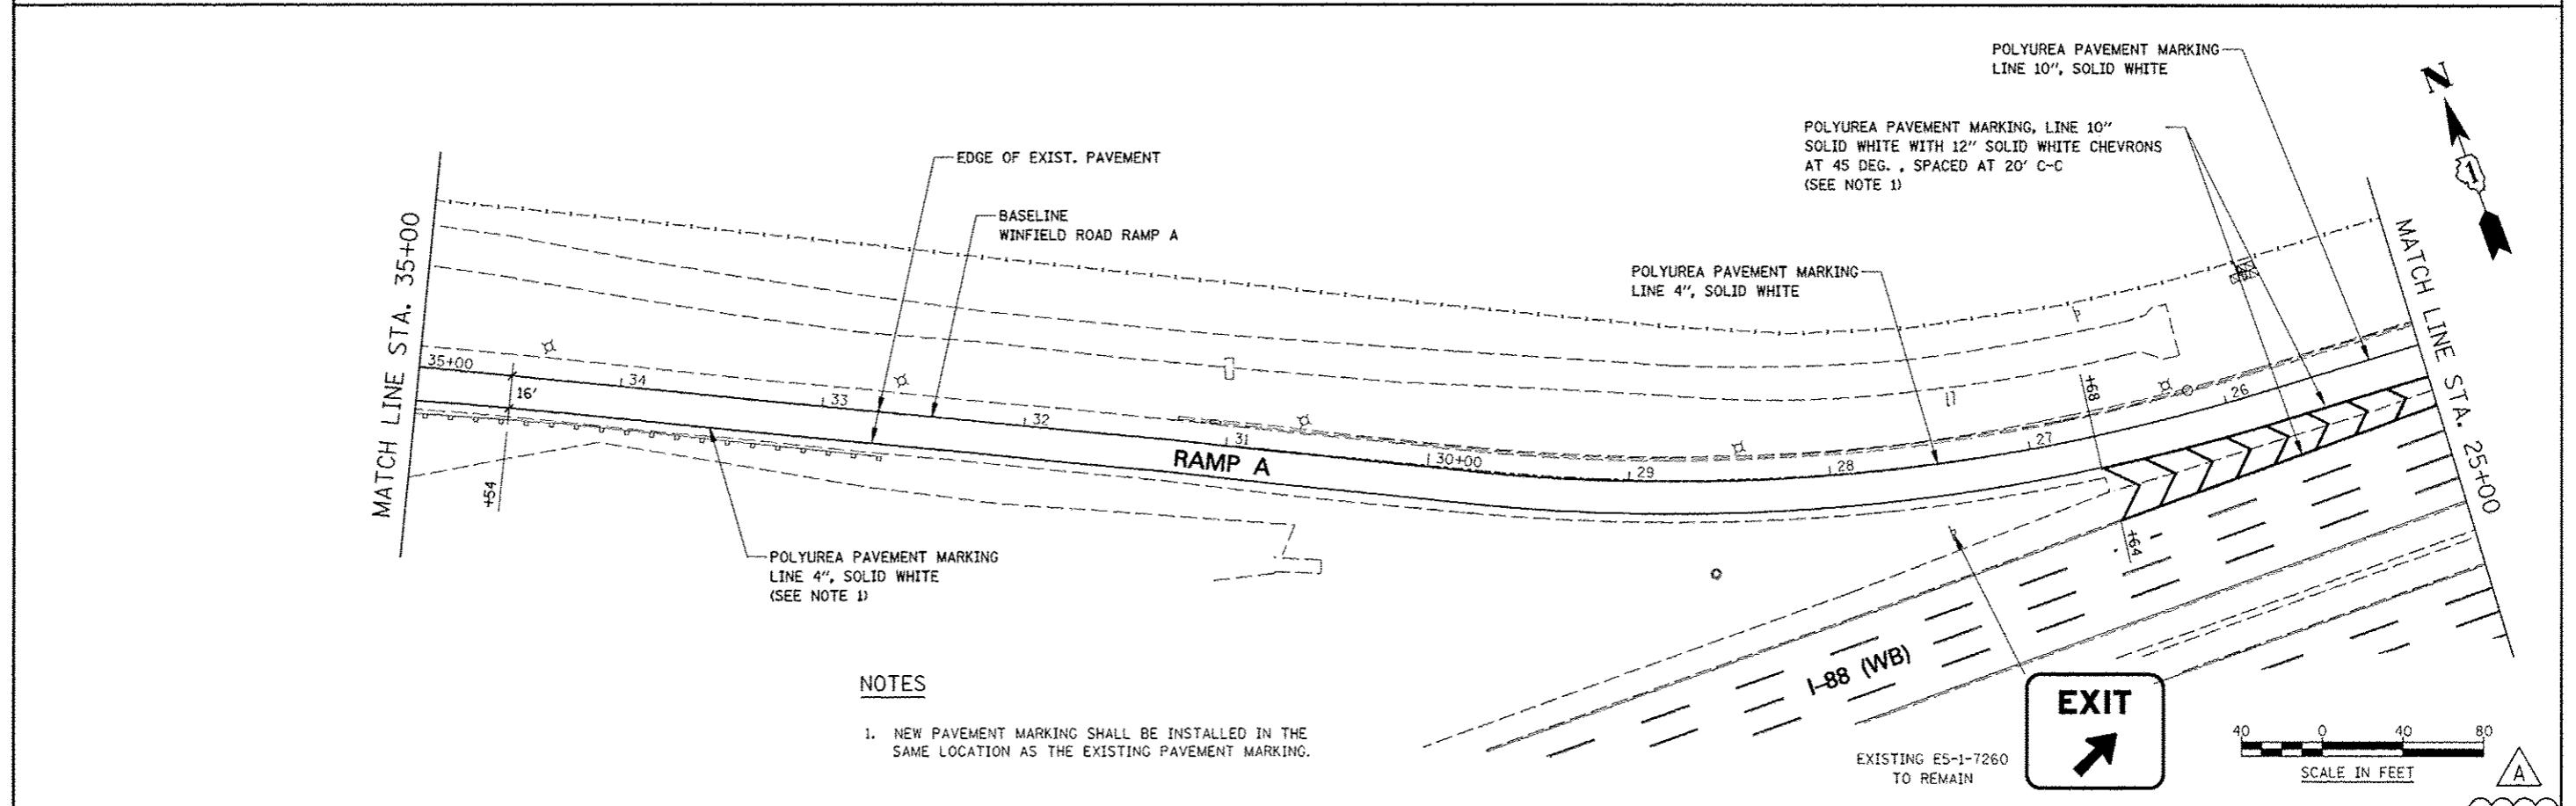 POLYUREA PAVEMENT MARKING
LINE 10", SOLID WHITE
N
1
POLYUREA PAVEMENT MARKING, LINE 10"
SOLID WHITE WITH 12" SOLID WHITE CHEVRONS
AT 45 DEG. , SPACED AT 20' C-C
(SEE NOTE 1)
EDGE OF EXIST. PAVEMENT
BASELINE
WINFIELD ROAD RAMP A
POLYUREA PAVEMENT MARKING
LINE 4", SOLID WHITE
MATCH LINE STA. 35+00
MATCH LINE STA. 25+00
35+00
34
33
32
31
30+00
29
28
27
26
16'
+54
+68
+64
RAMP A
POLYUREA PAVEMENT MARKING
LINE 4", SOLID WHITE
(SEE NOTE 1)
I-88 (WB)
NOTES
1. NEW PAVEMENT MARKING SHALL BE INSTALLED IN THE
SAME LOCATION AS THE EXISTING PAVEMENT MARKING.
EXIT
EXISTING E5-1-7260
TO REMAIN
40 0 40 80
SCALE IN FEET
A